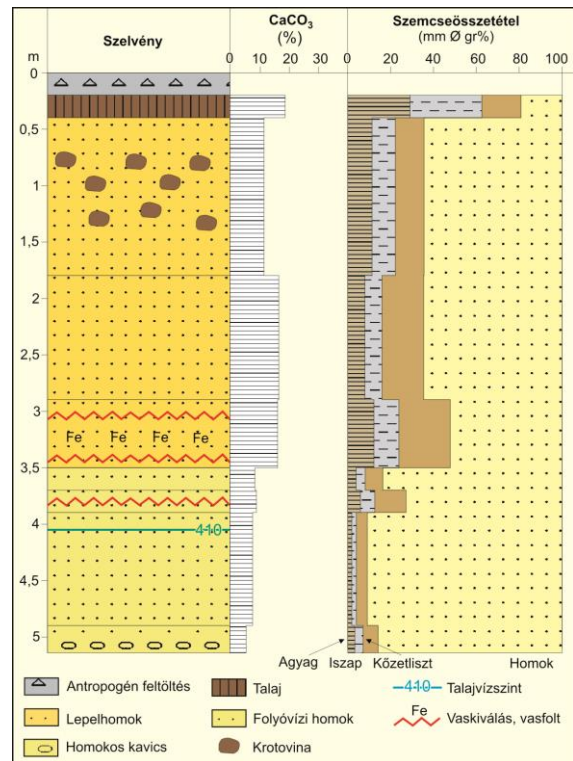 Szelvény
CaCO₃
(%)
Szemcseösszetétel
(mm Ø gr%)
m
0 10 20 30
0 20 40 60 80 100
0
0,5
1
1,5
2
2,5
3
Fe Fe Fe Fe
3,5
4
410
4,5
5
Agyag Iszap Kőzetliszt Homok
Antropogén feltöltés
Talaj
410 Talajvízszint
Lepelhomok
Folyóvízi homok
Fe Vaskiválás, vasfolt
Homokos kavics
Krotovina